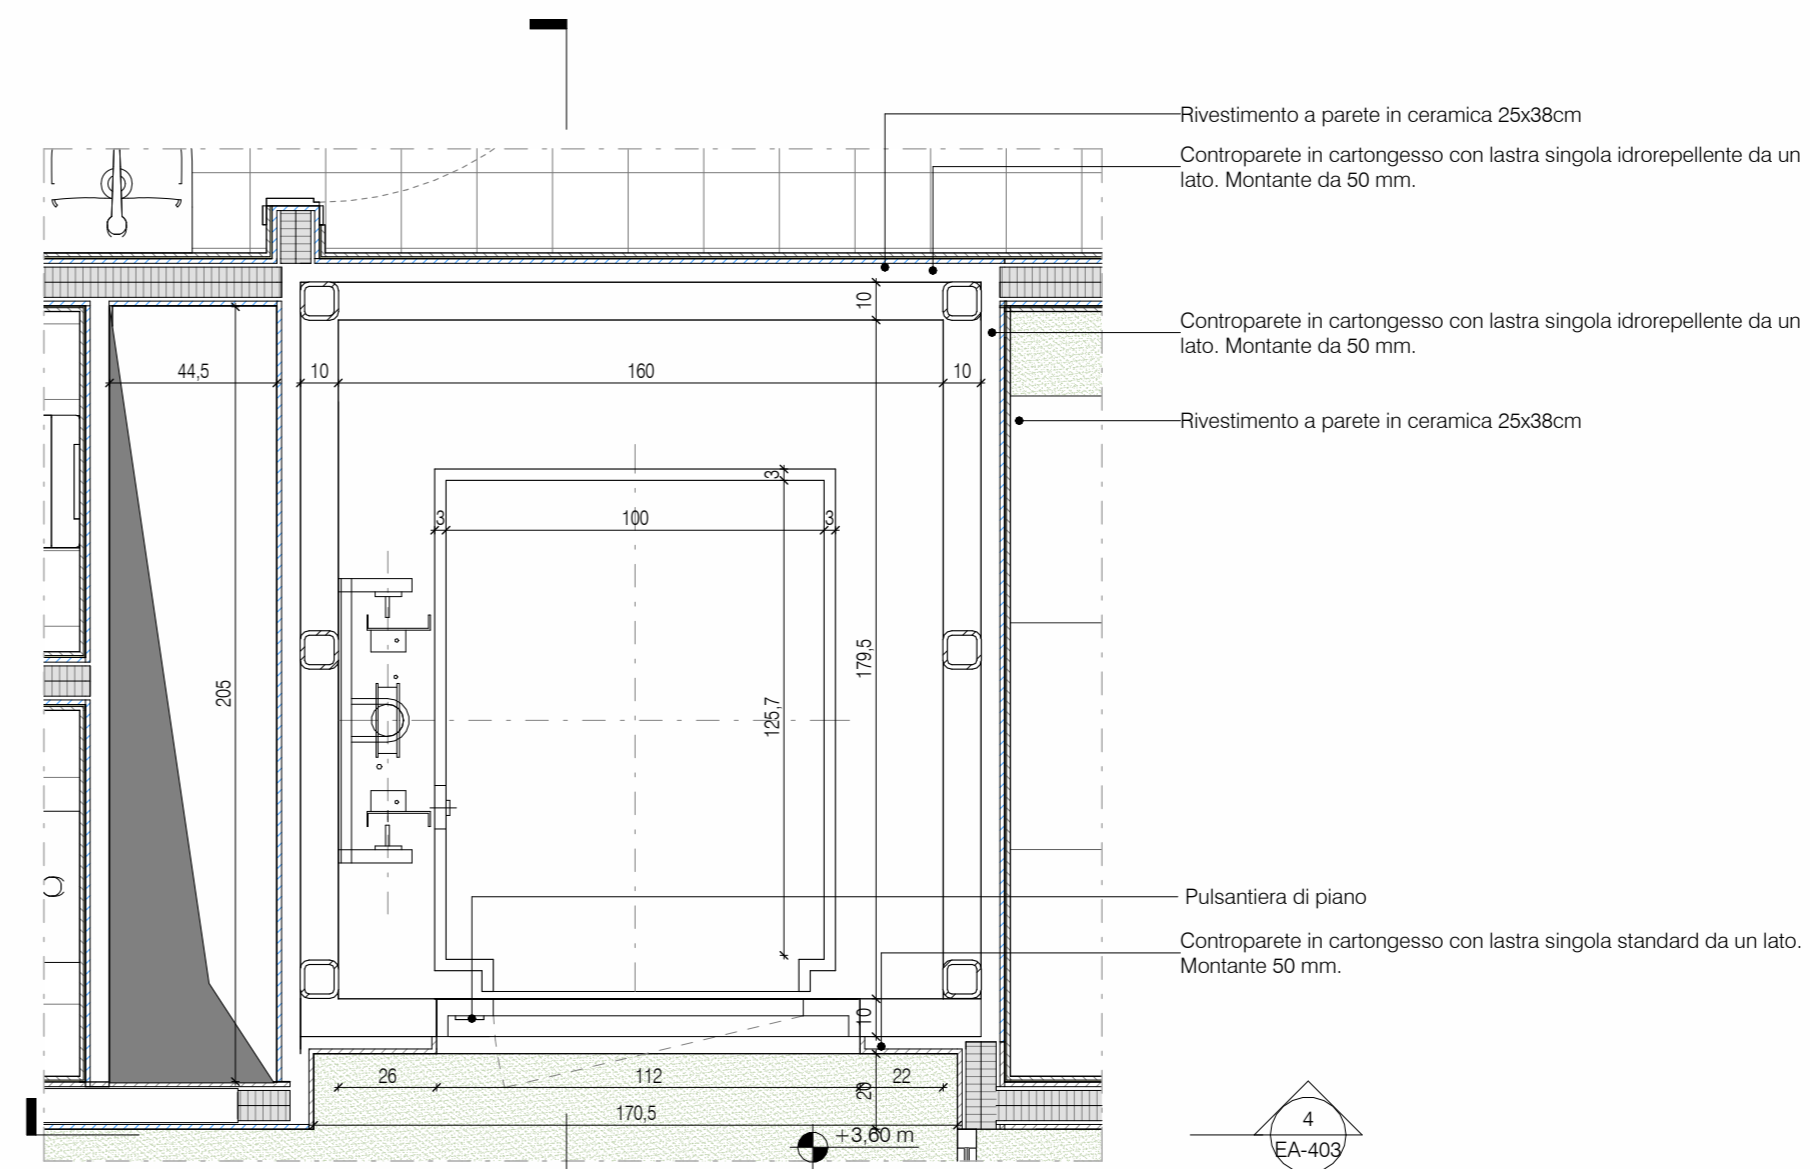 Rivestimento a parete in ceramica 25x38cm
Controparete in cartongesso con lastra singola idrorepellente da un
lato. Montante da 50 mm.
10
Controparete in cartongesso con lastra singola idrorepellente da un
lato. Montante da 50 mm.
44,5
10
160
10
Rivestimento a parete in ceramica 25x38cm
3
3
100
3
179,5
205
125,7
Pulsantiera di piano
Controparete in cartongesso con lastra singola standard da un lato.
Montante 50 mm.
10
26
112
22
20
170,5
+3,60 m
4
EA-403